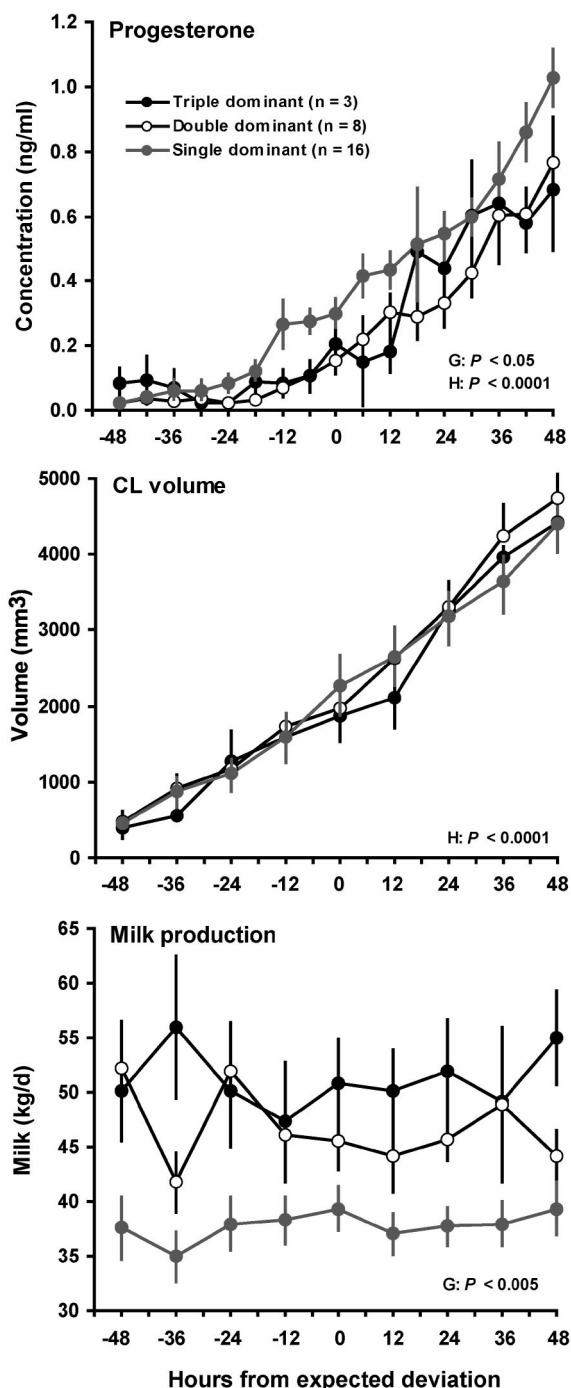 Progesterone
1.2
1.0
0.8
0.6
0.4
0.2
0.0
Concentration (ng/ml)
Triple dominant (n = 3)
Double dominant (n = 8)
Single dominant (n = 16)
G: P < 0.05
H: P < 0.0001
-48 -36 -24 -12 0 12 24 36 48
CL volume
5000
4000
3000
2000
1000
0
Volume (mm3)
H: P < 0.0001
-48 -36 -24 -12 0 12 24 36 48
Milk production
65
60
55
50
45
40
35
30
Milk (kg/d)
G: P < 0.005
-48 -36 -24 -12 0 12 24 36 48
Hours from expected deviation